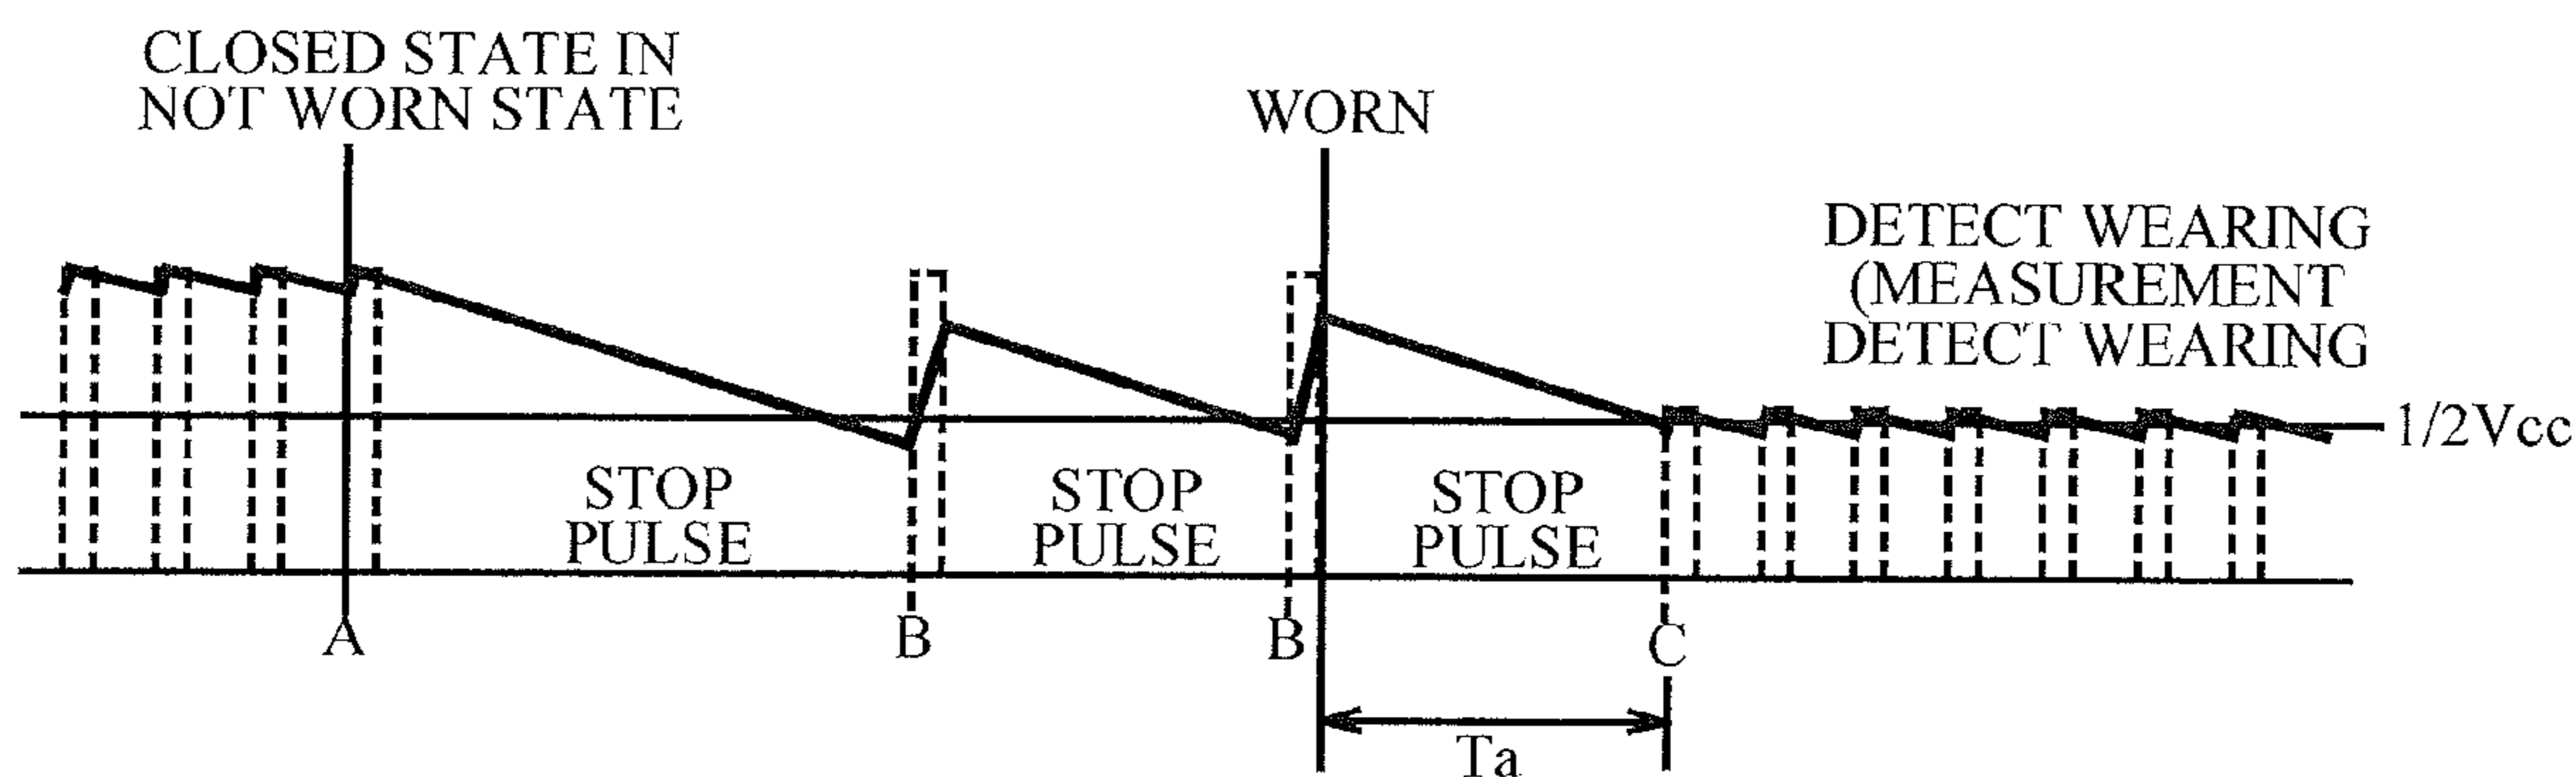 CLOSED STATE IN
NOT WORN STATE
WORN
DETECT WEARING
(MEASUREMENT
DETECT WEARING
1/2Vcc
STOP
PULSE
STOP
PULSE
STOP
PULSE
A
B
B
C
Ta